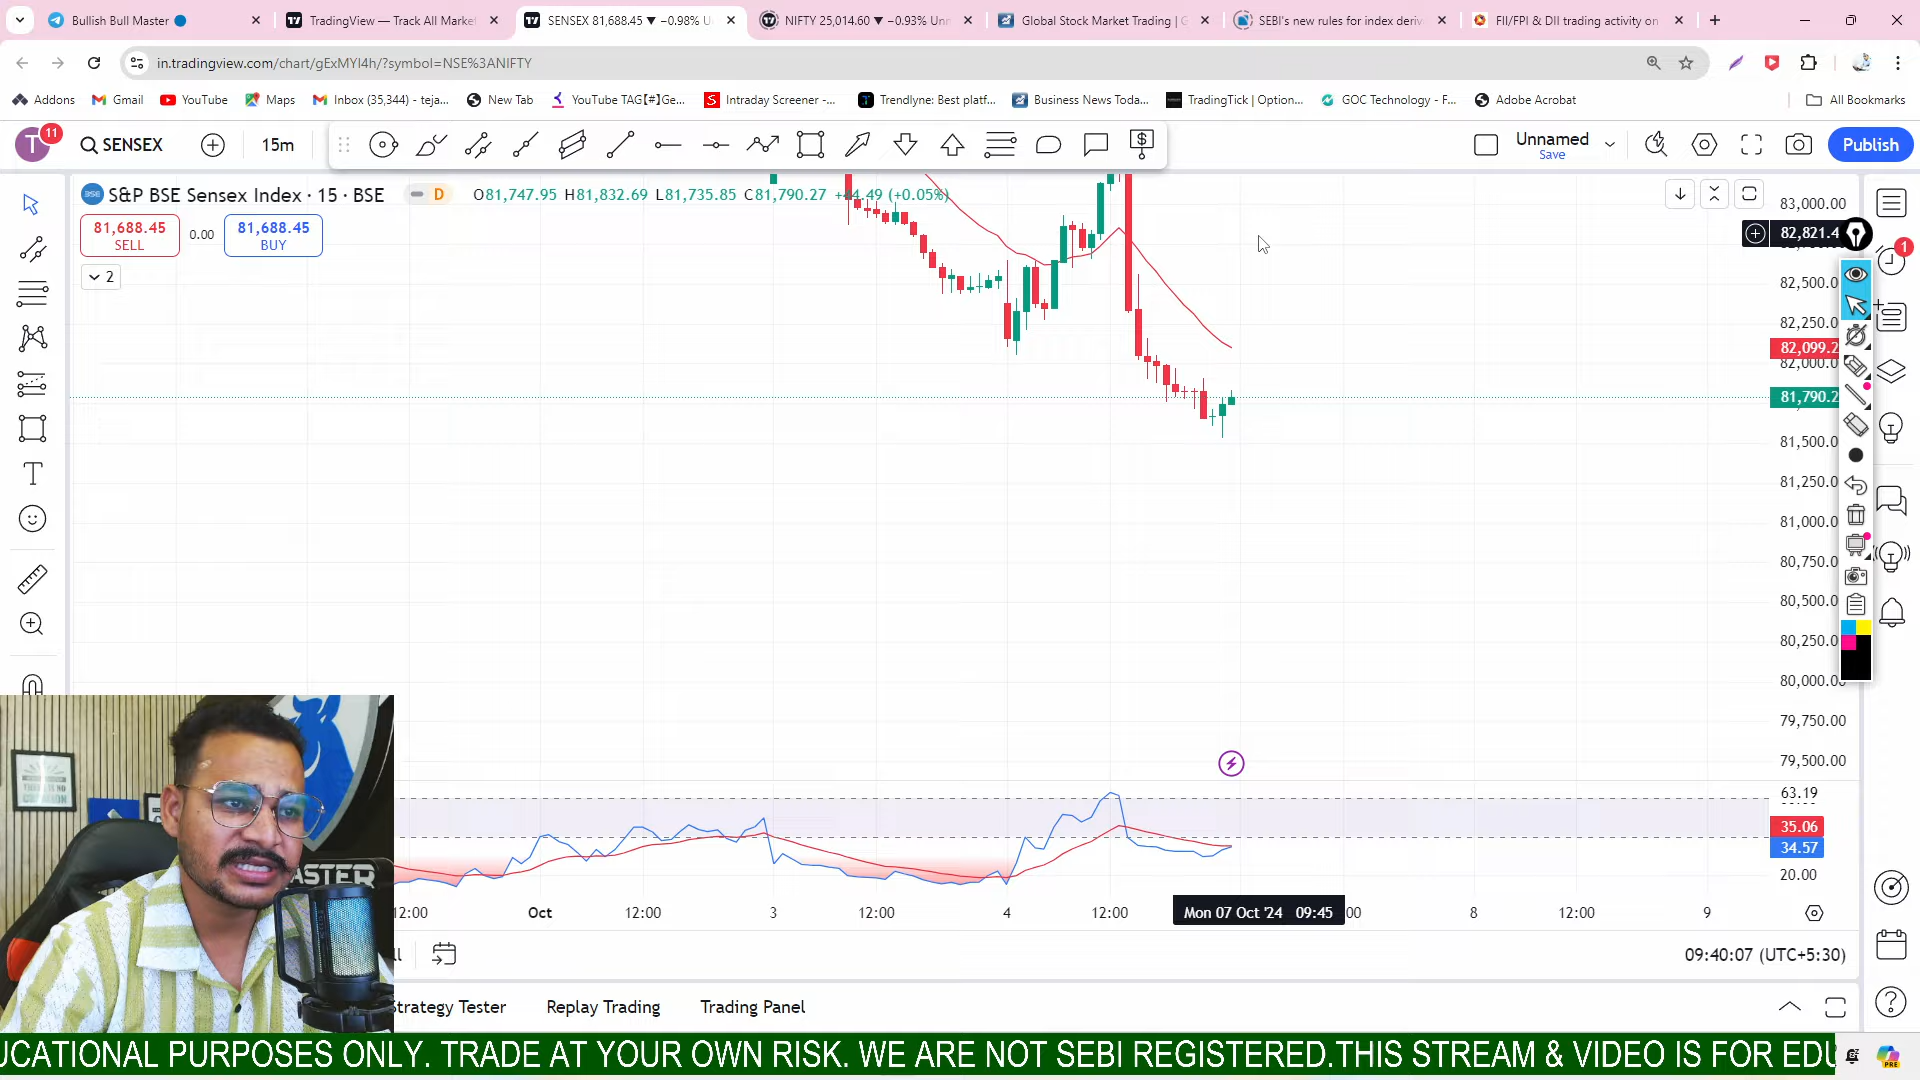 Bullish Bull Master
TradingView — Track All Market
SENSEX 81,688.45 ▼ −0.98% U
NIFTY 25,014.60 ▼ −0.93% Unn
Global Stock Market Trading | G
SEBI's new rules for index deriv
FII/FPI & DII trading activity on
in.tradingview.com/chart/gExMYI4h/?symbol=NSE%3ANIFTY
Addons
Gmail
YouTube
Maps
Inbox (35,344) - teja...
New Tab
YouTube TAG【#】Ge...
Intraday Screener -...
Trendlyne: Best platf...
Business News Toda...
TradingTick | Option...
GOC Technology - F...
Adobe Acrobat
All Bookmarks
T
11
SENSEX
15m
Unnamed
Save
Publish
S&P BSE Sensex Index · 15 · BSE
D
O81,747.95 H81,832.69 L81,735.85 C81,790.27 +44.49 (+0.05%)
81,688.45
SELL
0.00
81,688.45
BUY
2
83,000.00
82,821.4
82,500.0
82,250.0
82,099.2
82,000.0
81,790.2
81,500.0
81,250.0
81,000.0
80,750.0
80,500.0
80,250.0
80,000.0
79,750.00
79,500.00
63.19
35.06
34.57
20.00
1
12:00
Oct
12:00
3
12:00
4
12:00
Mon 07 Oct '24 09:45
:00
8
12:00
9
09:40:07 (UTC+5:30)
Strategy Tester
Replay Trading
Trading Panel
MASTER
UCATIONAL PURPOSES ONLY. TRADE AT YOUR OWN RISK. WE ARE NOT SEBI REGISTERED.THIS STREAM & VIDEO IS FOR EDU
PRE